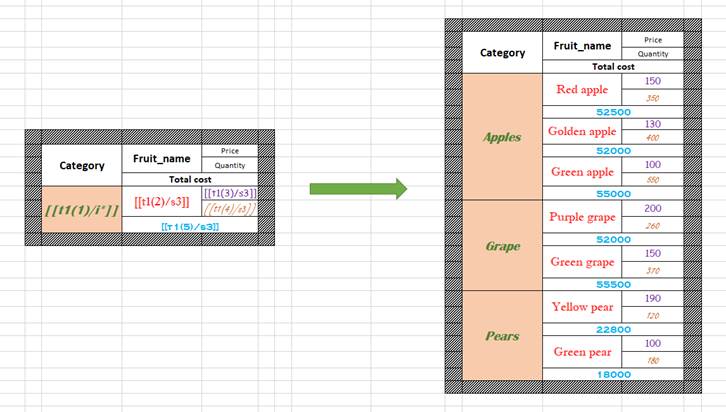 Category
Fruit_name
Price
Quantity
Total cost
[[t1(1)/i*]]
[[t1(2)/s3]]
[[t1(3)/s3]]
[[t1(4)/s3]]
[[t1(5)/s3]]
Category
Fruit_name
Price
Quantity
Total cost
Apples
Red apple
150
350
52500
Golden apple
130
400
52000
Green apple
100
550
55000
Grape
Purple grape
200
260
52000
Green grape
150
370
55500
Pears
Yellow pear
190
120
22800
Green pear
100
180
18000